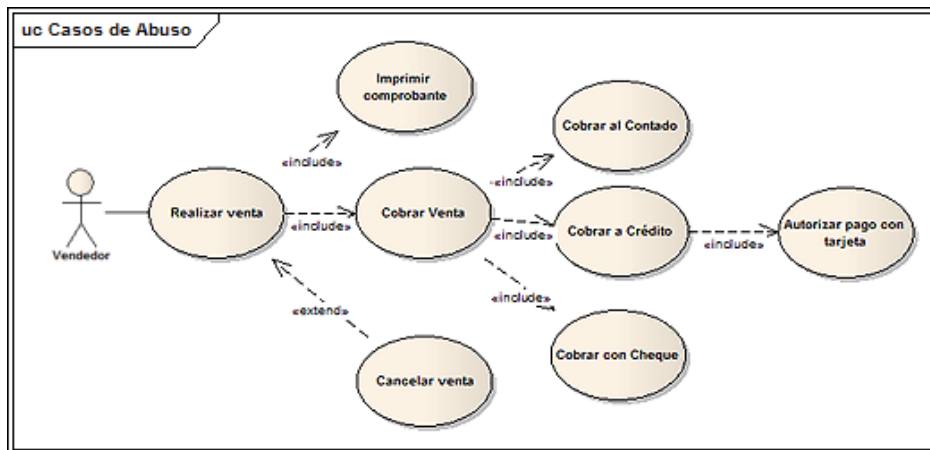 uc Casos de Abuso
Imprimir
comprobante
Cobrar al Contado
«include»
«include»
Realizar venta
Cobrar Venta
Cobrar a Crédito
Autorizar pago con
tarjeta
«include»
«include»
«include»
Vendedor
«include»
«extend»
Cobrar con Cheque
Cancelar venta